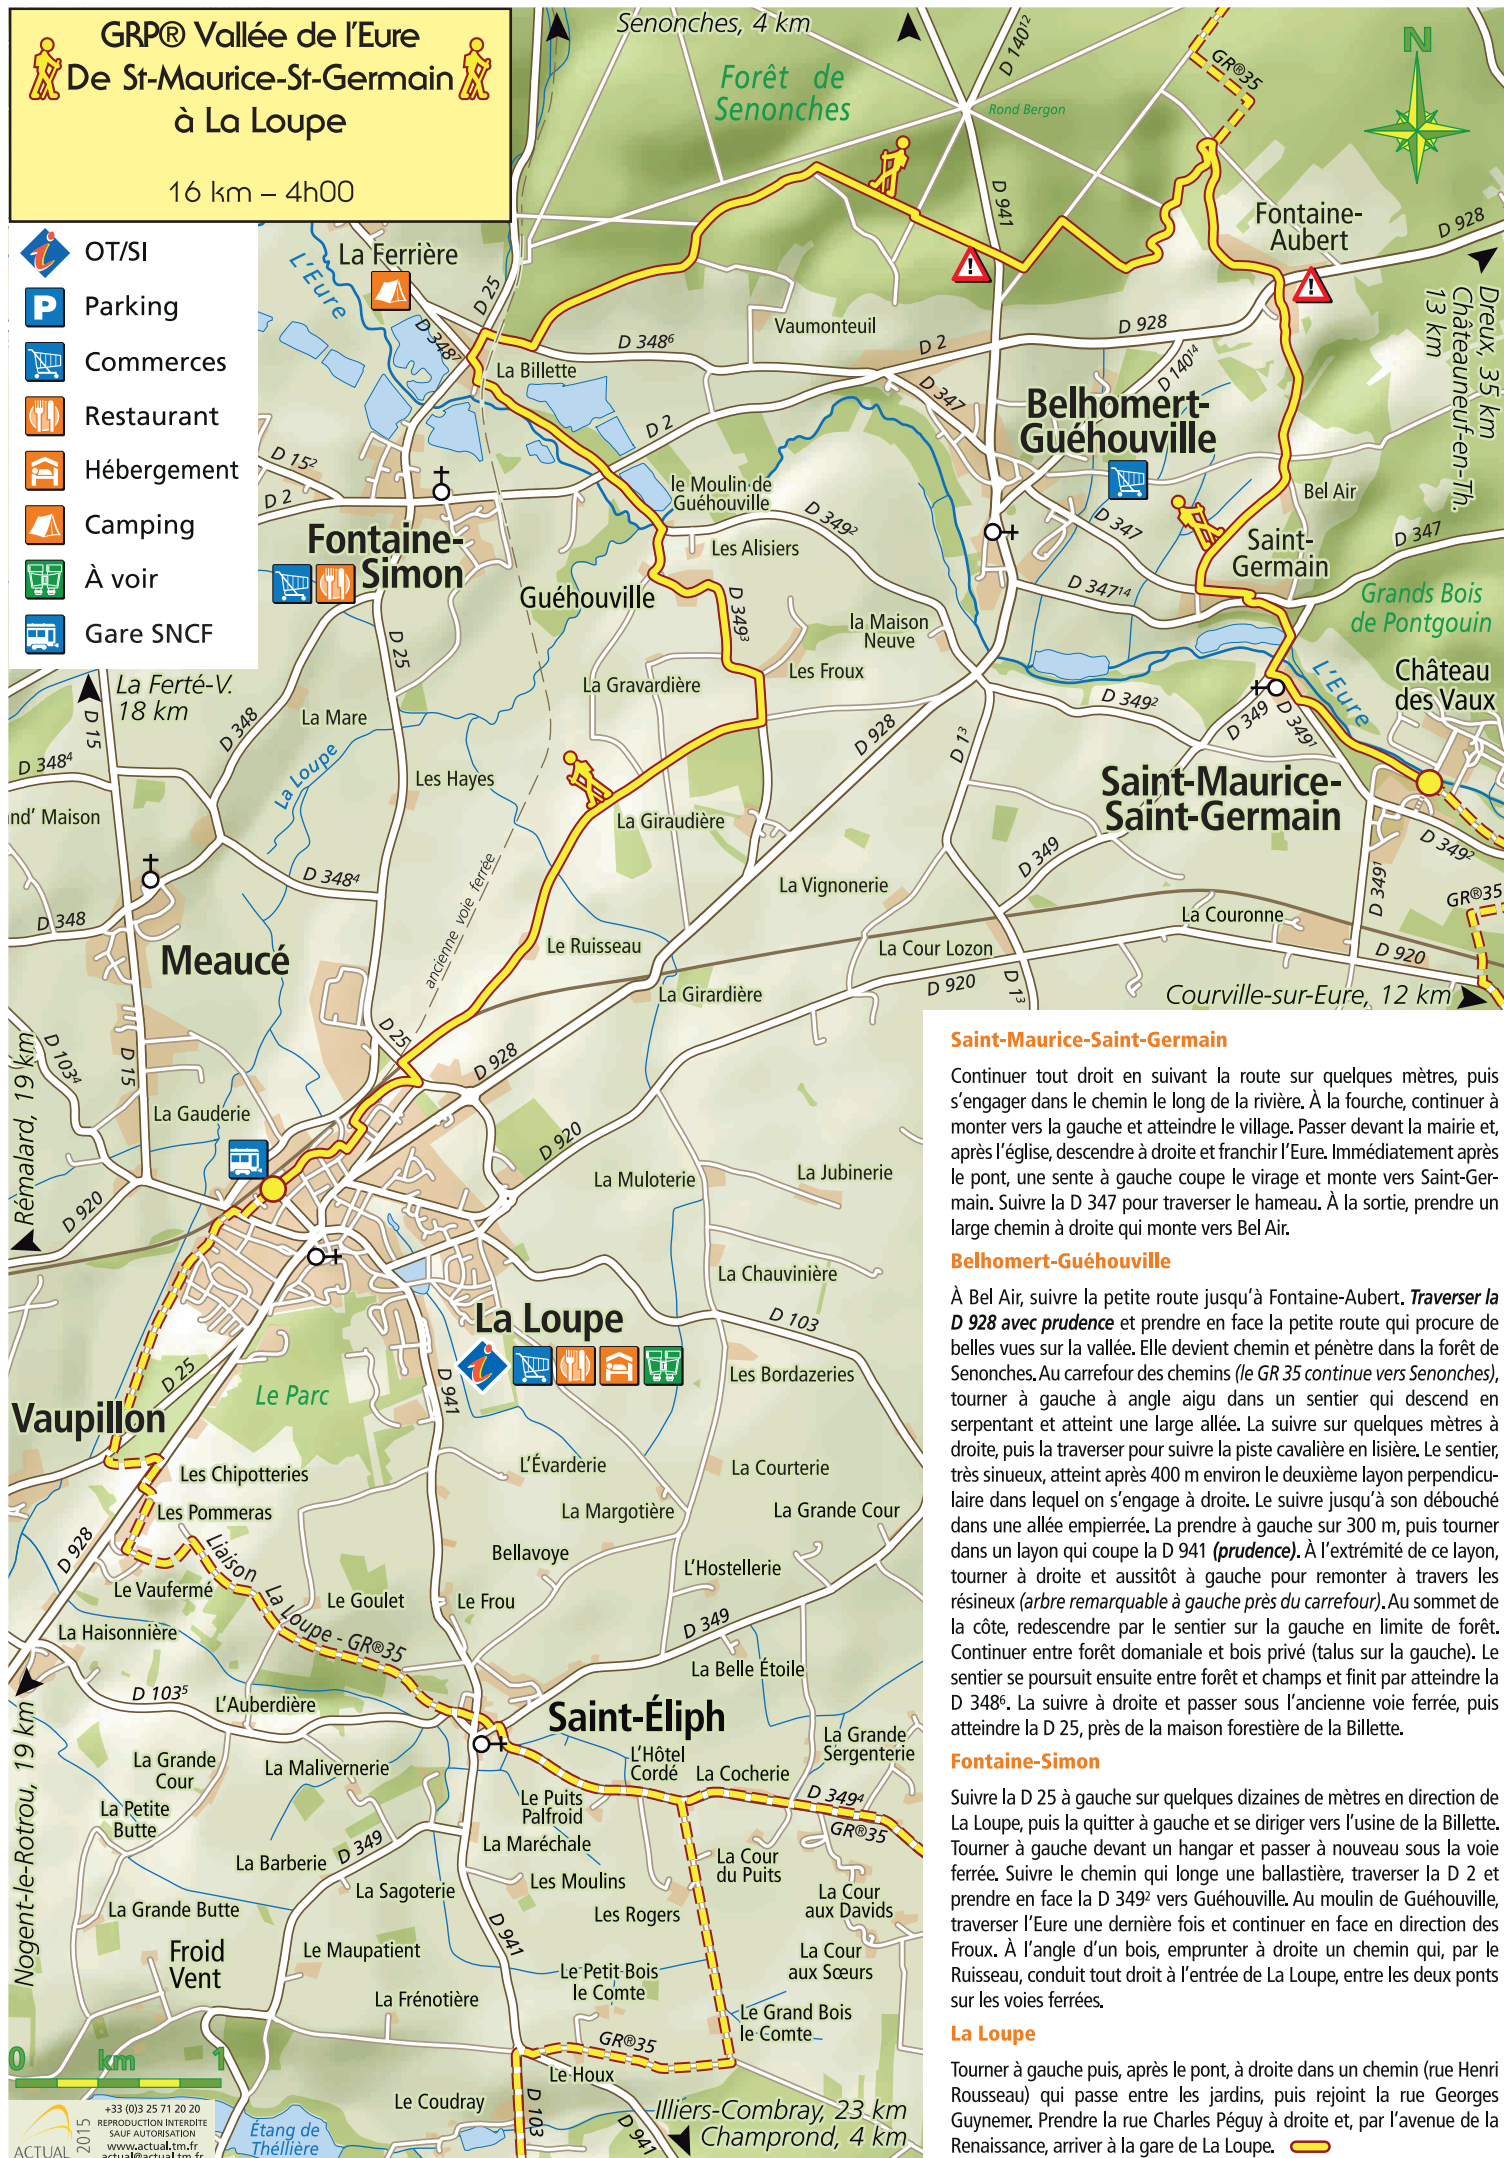 GRP® Vallée de l'Eure
De St-Maurice-St-Germain
à La Loupe
16 km – 4h00
OT/SI
P Parking
Commerces
Restaurant
Hébergement
Camping
À voir
Gare SNCF
Senonches, 4 km
D 140¹²
GR®35
N
Forêt de
Senonches
Rond Bergon
D 941
Fontaine-
Aubert
D 928
Dreux, 35 km
Châteauneuf-en-Th.
13 km
La Ferrière
L'Eure
D 25
D 348⁷
La Billette
D 348⁶
Vaumonteuil
D 2
D 928
D 140¹⁴
D 347
Belhomert-
Guéhouville
D 2
D 15²
D 2
le Moulin de
Guéhouville
D 349²
Les Alisiers
D 347
Bel Air
Saint-
Germain
D 347
Fontaine-
Simon
Guéhouville
D 349³
D 347¹⁴
Grands Bois
de Pontgouin
la Maison
Neuve
Les Froux
D 25
La Gravardière
L'Eure
Château
des Vaux
La Ferté-V.
18 km
D 15
D 348
La Mare
La Loupe
D 349²
D 349
D 349¹
D 928
D 1³
D 348⁴
Les Hayes
Saint-Maurice-
Saint-Germain
nd' Maison
La Giraudière
D 349
D 349²
ancienne voie ferrée
D 348⁴
La Vignonerie
D 349¹
GR®35
D 348
La Couronne
Meaucé
Le Ruisseau
La Cour Lozon
D 920
D 920
D 1³
La Girardière
Courville-sur-Eure, 12 km
D 25
D 103⁴
D 15
D 928
Rémalard, 19 km
La Gauderie
D 920
La Muloterie
La Jubinerie
D 920
La Chauvinière
La Loupe
D 103
D 25
Le Parc
D 941
Les Bordazeries
Vaupillon
Les Chipotteries
L'Évarderie
La Courterie
Les Pommeras
La Margotière
La Grande Cour
D 928
Liaison La Loupe - GR®35
Bellavoye
L'Hostellerie
Le Vaufermé
Le Goulet
Le Frou
La Haisonnière
D 349
La Belle Étoile
D 103⁵
L'Auberdière
Saint-Éliph
La Grande
Sergenterie
Nogent-le-Rotrou, 19 km
La Grande
Cour
La Malivernerie
L'Hôtel
Cordé
La Cocherie
D 349⁴
GR®35
Le Puits
Palfroid
La Petite
Butte
La Maréchale
D 349
La Barberie
La Cour
du Puits
Les Moulins
La Sagoterie
La Cour
aux Davids
La Grande Butte
Les Rogers
D 941
Froid
Vent
Le Maupatient
La Cour
aux Sœurs
Le Petit Bois
le Comte
La Frénotière
Le Grand Bois
le Comte
GR®35
0 km 1
Le Houx
Le Coudray
D 103
Illiers-Combray, 23 km
Champrond, 4 km
D 941
Étang de
Théllière
ACTUAL
2015
+33 (0)3 25 71 20 20
REPRODUCTION INTERDITE
SAUF AUTORISATION
www.actual.tm.fr
actual@actual.tm.fr
Saint-Maurice-Saint-Germain
Continuer tout droit en suivant la route sur quelques mètres, puis
s'engager dans le chemin le long de la rivière. À la fourche, continuer à
monter vers la gauche et atteindre le village. Passer devant la mairie et,
après l'église, descendre à droite et franchir l'Eure. Immédiatement après
le pont, une sente à gauche coupe le virage et monte vers Saint-Ger-
main. Suivre la D 347 pour traverser le hameau. À la sortie, prendre un
large chemin à droite qui monte vers Bel Air.
Belhomert-Guéhouville
À Bel Air, suivre la petite route jusqu'à Fontaine-Aubert. Traverser la
D 928 avec prudence et prendre en face la petite route qui procure de
belles vues sur la vallée. Elle devient chemin et pénètre dans la forêt de
Senonches. Au carrefour des chemins (le GR 35 continue vers Senonches),
tourner à gauche à angle aigu dans un sentier qui descend en
serpentant et atteint une large allée. La suivre sur quelques mètres à
droite, puis la traverser pour suivre la piste cavalière en lisière. Le sentier,
très sinueux, atteint après 400 m environ le deuxième layon perpendicu-
laire dans lequel on s'engage à droite. Le suivre jusqu'à son débouché
dans une allée empierrée. La prendre à gauche sur 300 m, puis tourner
dans un layon qui coupe la D 941 (prudence). À l'extrémité de ce layon,
tourner à droite et aussitôt à gauche pour remonter à travers les
résineux (arbre remarquable à gauche près du carrefour). Au sommet de
la côte, redescendre par le sentier sur la gauche en limite de forêt.
Continuer entre forêt domaniale et bois privé (talus sur la gauche). Le
sentier se poursuit ensuite entre forêt et champs et finit par atteindre la
D 348⁶. La suivre à droite et passer sous l'ancienne voie ferrée, puis
atteindre la D 25, près de la maison forestière de la Billette.
Fontaine-Simon
Suivre la D 25 à gauche sur quelques dizaines de mètres en direction de
La Loupe, puis la quitter à gauche et se diriger vers l'usine de la Billette.
Tourner à gauche devant un hangar et passer à nouveau sous la voie
ferrée. Suivre le chemin qui longe une ballastière, traverser la D 2 et
prendre en face la D 349² vers Guéhouville. Au moulin de Guéhouville,
traverser l'Eure une dernière fois et continuer en face en direction des
Froux. À l'angle d'un bois, emprunter à droite un chemin qui, par le
Ruisseau, conduit tout droit à l'entrée de La Loupe, entre les deux ponts
sur les voies ferrées.
La Loupe
Tourner à gauche puis, après le pont, à droite dans un chemin (rue Henri
Rousseau) qui passe entre les jardins, puis rejoint la rue Georges
Guynemer. Prendre la rue Charles Péguy à droite et, par l'avenue de la
Renaissance, arriver à la gare de La Loupe.